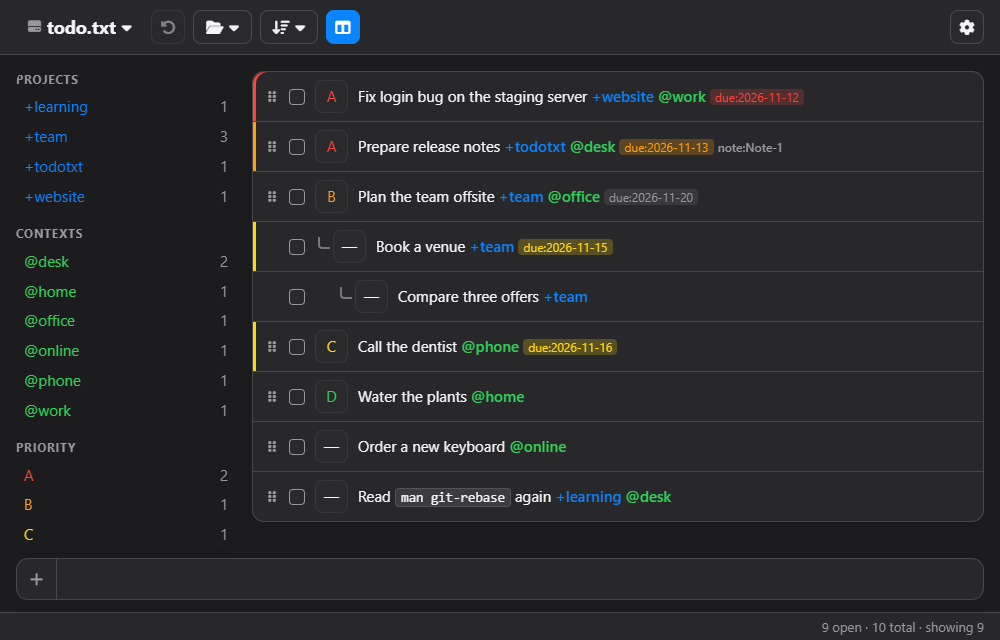 todo.txt
PROJECTS
+learning 1
+team 3
+todotxt 1
+website 1
CONTEXTS
@desk 2
@home 1
@office 1
@online 1
@phone 1
@work 1
PRIORITY
A 2
B 1
C 1
A Fix login bug on the staging server +website @work due:2026-11-12
A Prepare release notes +todotxt @desk due:2026-11-13 note:Note-1
B Plan the team offsite +team @office due:2026-11-20
— Book a venue +team due:2026-11-15
— Compare three offers +team
C Call the dentist @phone due:2026-11-16
D Water the plants @home
— Order a new keyboard @online
— Read man git-rebase again +learning @desk
+
9 open · 10 total · showing 9